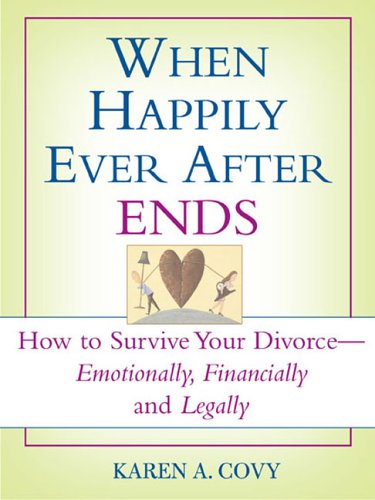 WHEN
HAPPILY
EVER AFTER
ENDS
How to Survive Your Divorce—
Emotionally, Financially
and Legally
KAREN A. COVY